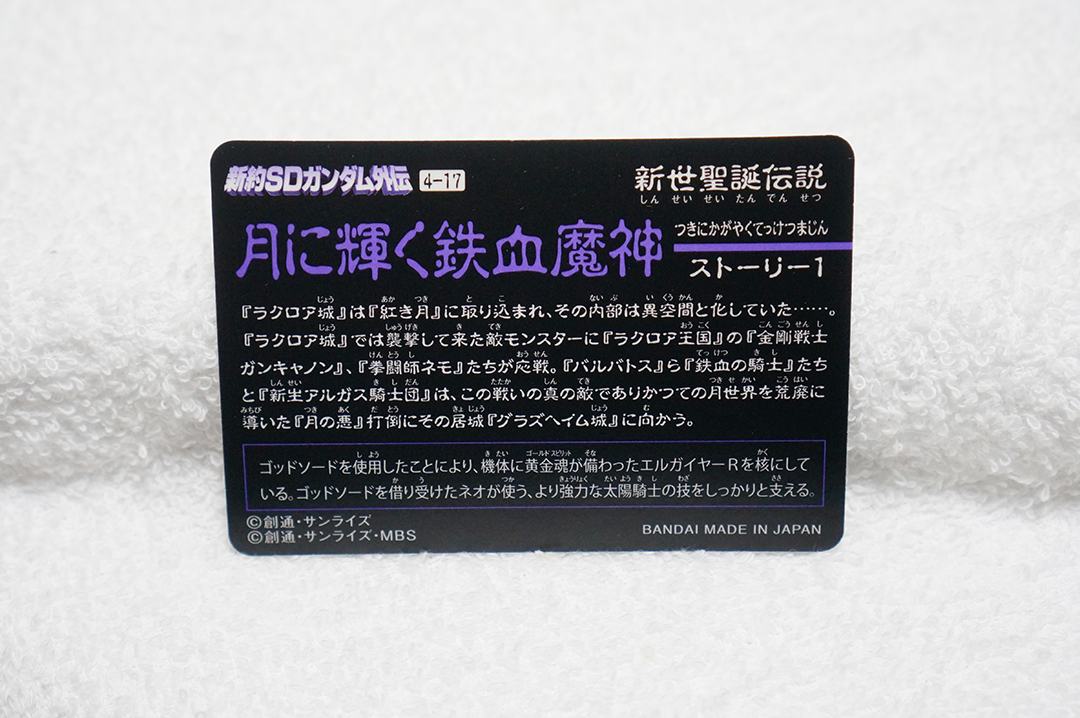 新約SDガンダム外伝 4-17
新世聖誕伝説
しん せい せい たん でん せつ
つきにかがやくてっけつまじん
月に輝く鉄血魔神
ストーリー1
『ラクロア城』は『紅き月』に取り込まれ、その内部は異空間と化していた……。
『ラクロア城』では襲撃して来た敵モンスターに『ラクロア王国』の『金剛戦士
ガンキャノン』、『拳闘師ネモ』たちが応戦。『バルバトス』ら『鉄血の騎士』たち
と『新生アルガス騎士団』は、この戦いの真の敵でありかつての月世界を荒廃に
導いた『月の悪』打倒にその居城『グラズヘイム城』に向かう。
ゴッドソードを使用したことにより、機体に黄金魂が備わったエルガイヤーRを核にして
いる。ゴッドソードを借り受けたネオが使う、より強力な太陽騎士の技をしっかりと支える。
©創通・サンライズ
©創通・サンライズ・MBS
BANDAI MADE IN JAPAN